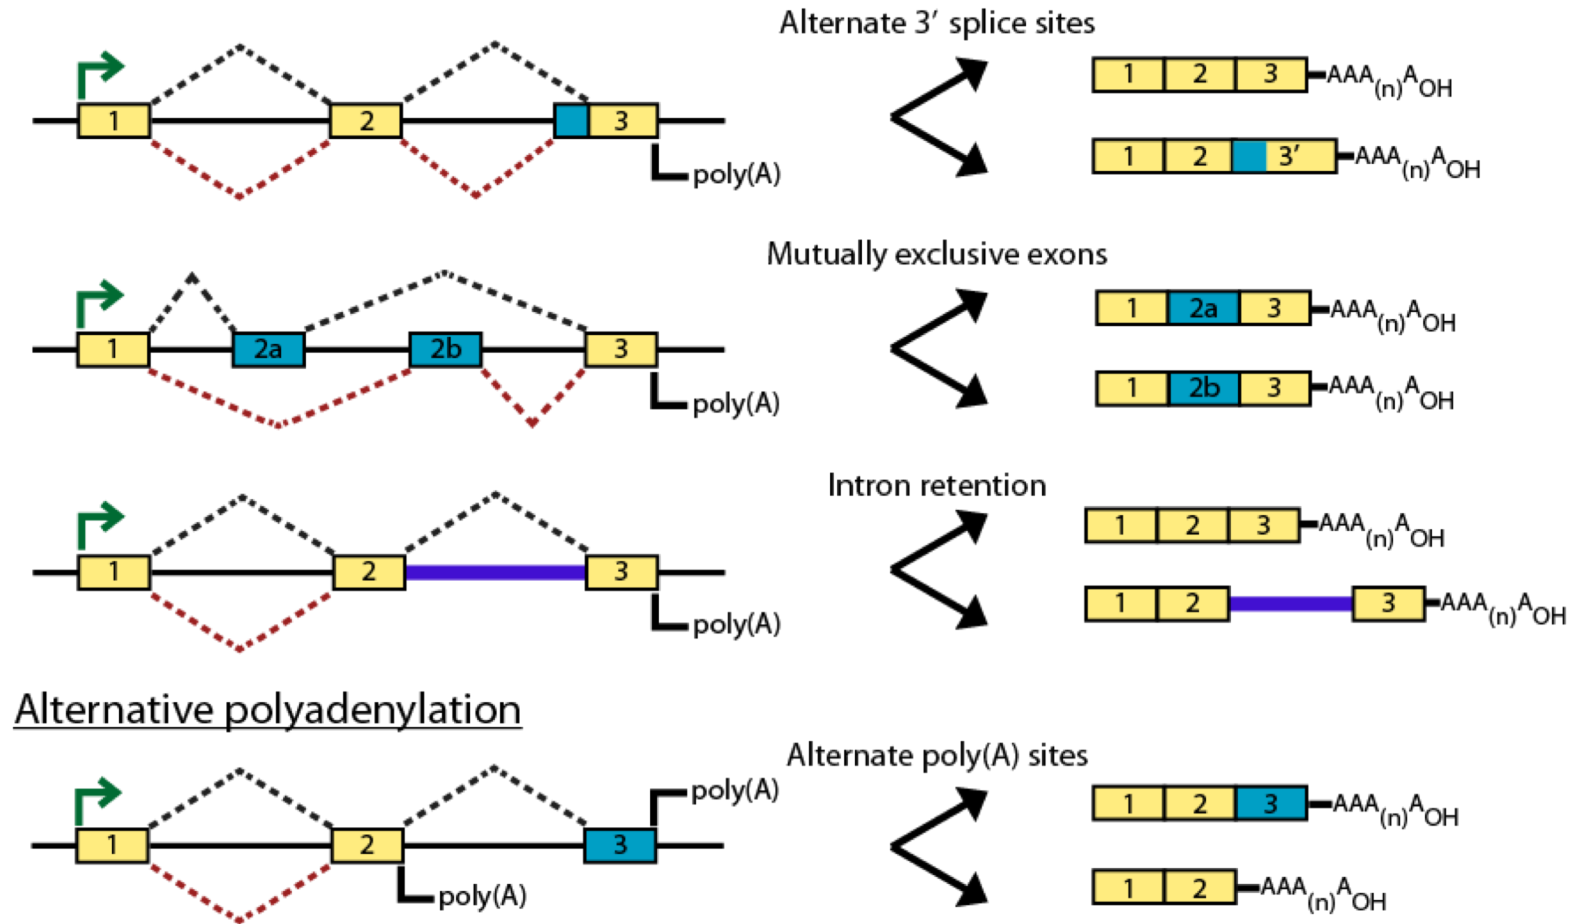 Alternate 3′ splice sites
1 2 3 poly(A)
1 2 3 AAA(n)AOH
1 2 3′ AAA(n)AOH
Mutually exclusive exons
1 2a 2b 3 poly(A)
1 2a 3 AAA(n)AOH
1 2b 3 AAA(n)AOH
Intron retention
1 2 3 poly(A)
1 2 3 AAA(n)AOH
1 2 3 AAA(n)AOH
Alternative polyadenylation
Alternate poly(A) sites
poly(A)
1 2 3
poly(A)
1 2 3 AAA(n)AOH
1 2 AAA(n)AOH